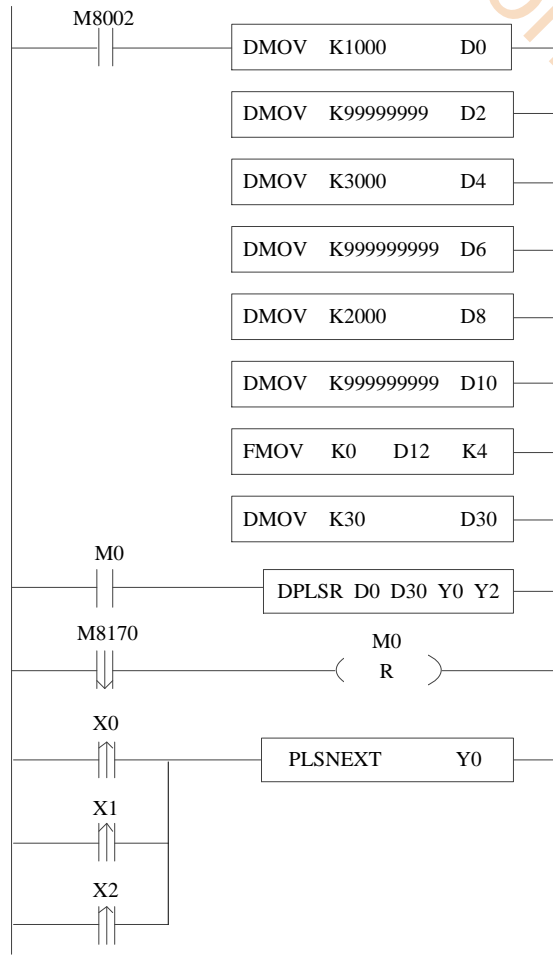 M8002
DMOV K1000 D0
DMOV K99999999 D2
DMOV K3000 D4
DMOV K999999999 D6
DMOV K2000 D8
DMOV K999999999 D10
FMOV K0 D12 K4
DMOV K30 D30
M0
DPLSR D0 D30 Y0 Y2
M8170
M0
R
X0
PLSNEXT Y0
X1
X2